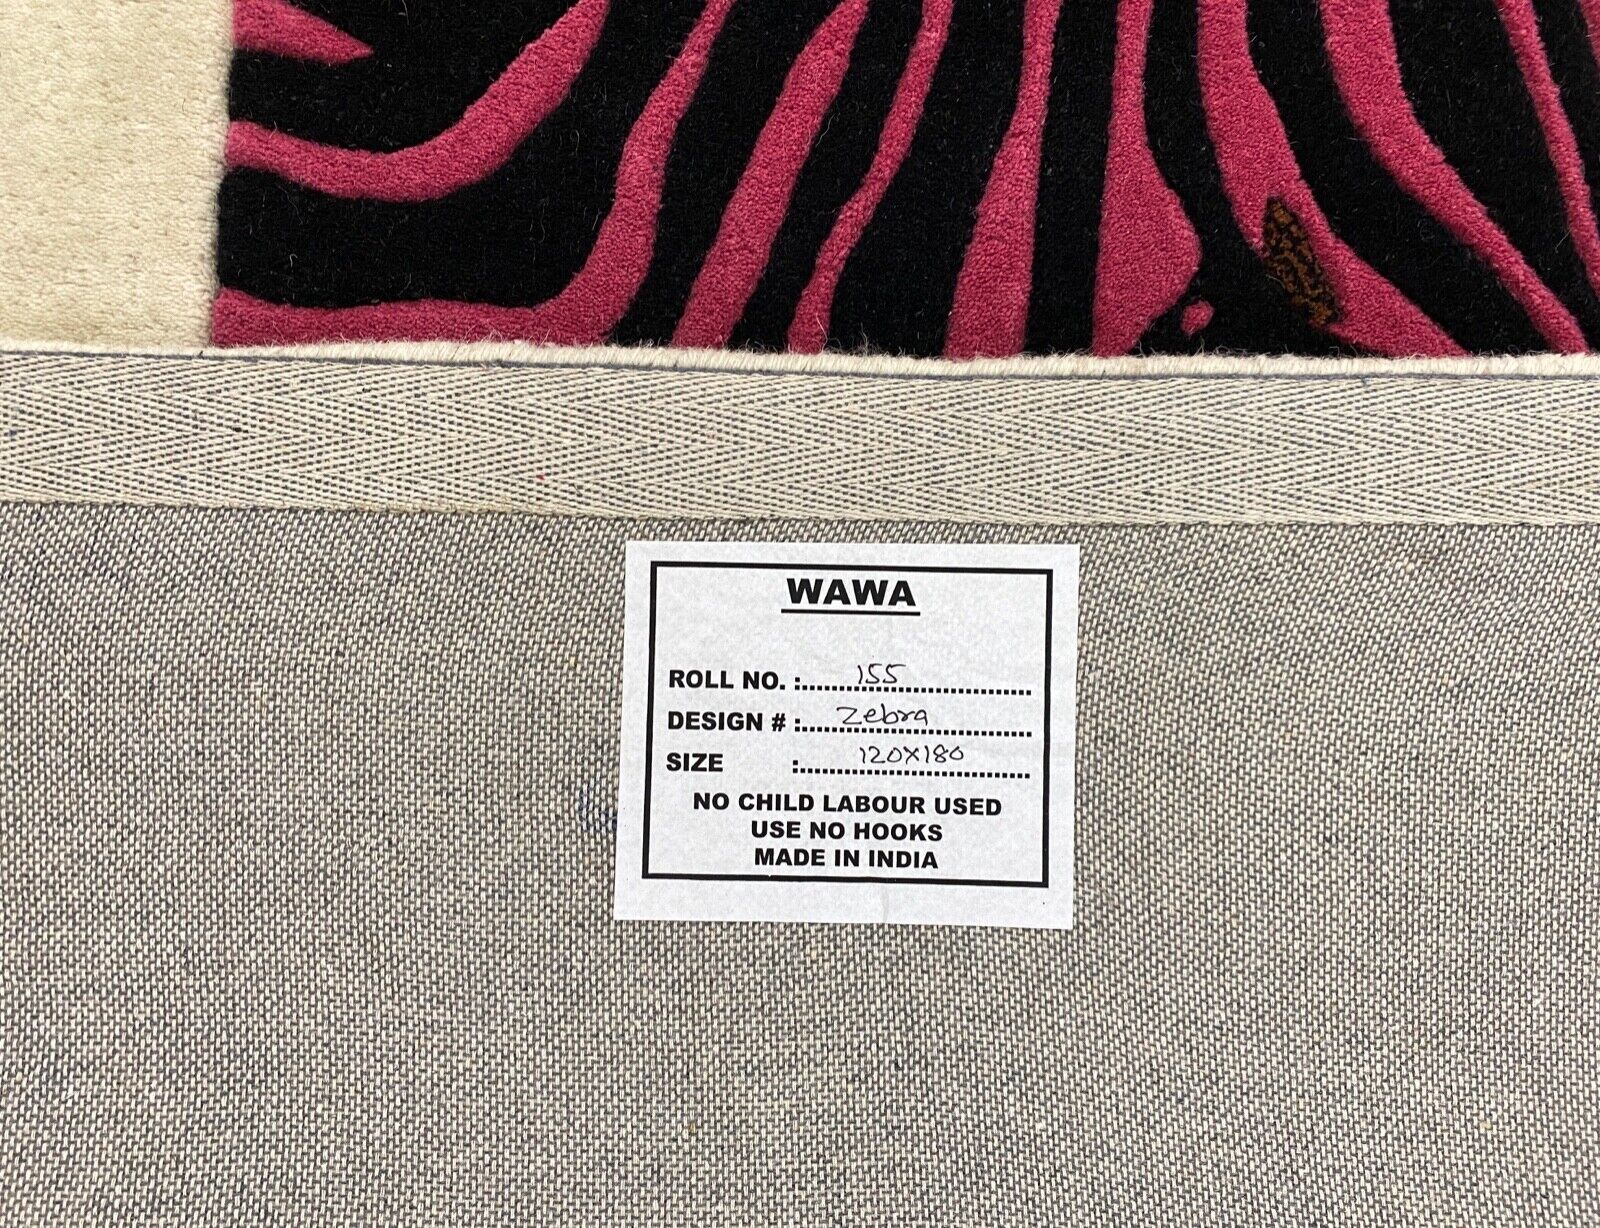 WAWA
ROLL NO. :..........155..........
DESIGN # :..........Zebra..........
SIZE :..........120X180..........
NO CHILD LABOUR USED
USE NO HOOKS
MADE IN INDIA